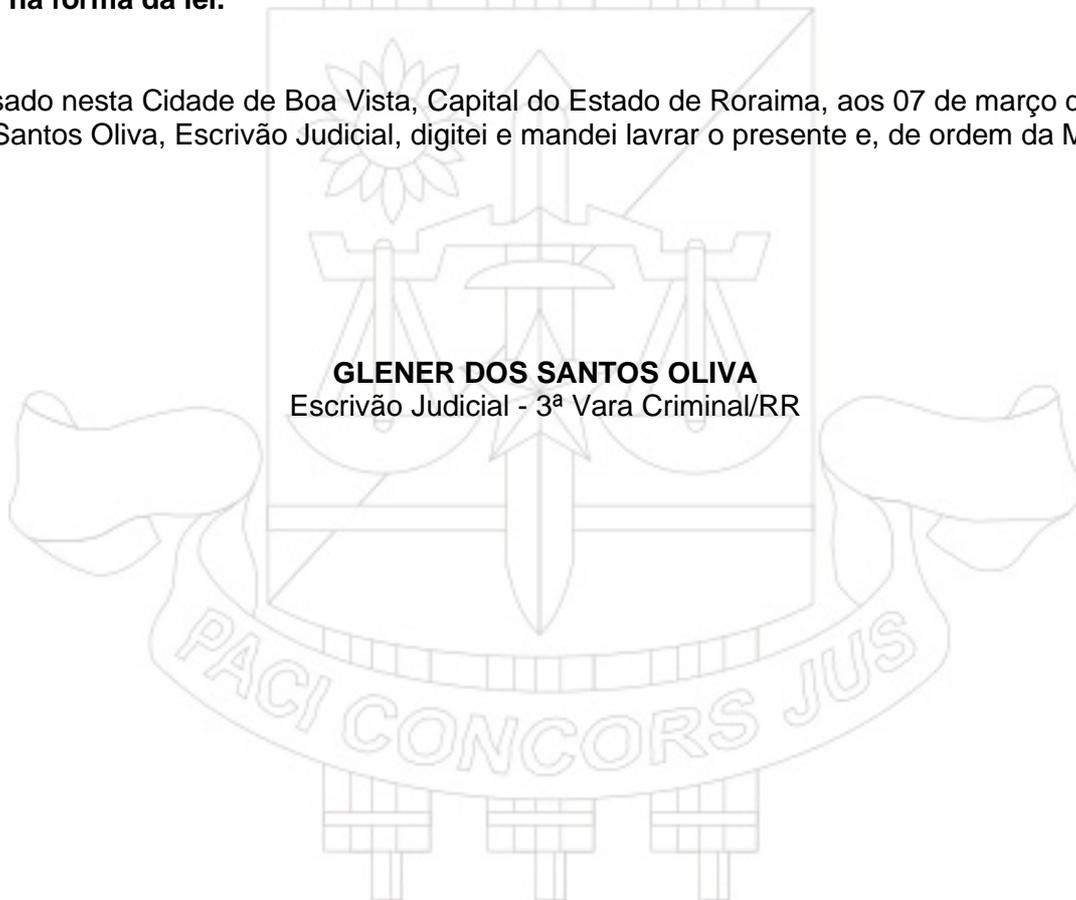 na forma da lei.
sado nesta Cidade de Boa Vista, Capital do Estado de Roraima, aos 07 de março
Santos Oliva, Escrivão Judicial, digitei e mandei lavrar o presente e, de ordem da M
GLENER DOS SANTOS OLIVA
Escrivão Judicial - 3ª Vara Criminal/RR
PACI CONCORS JUS